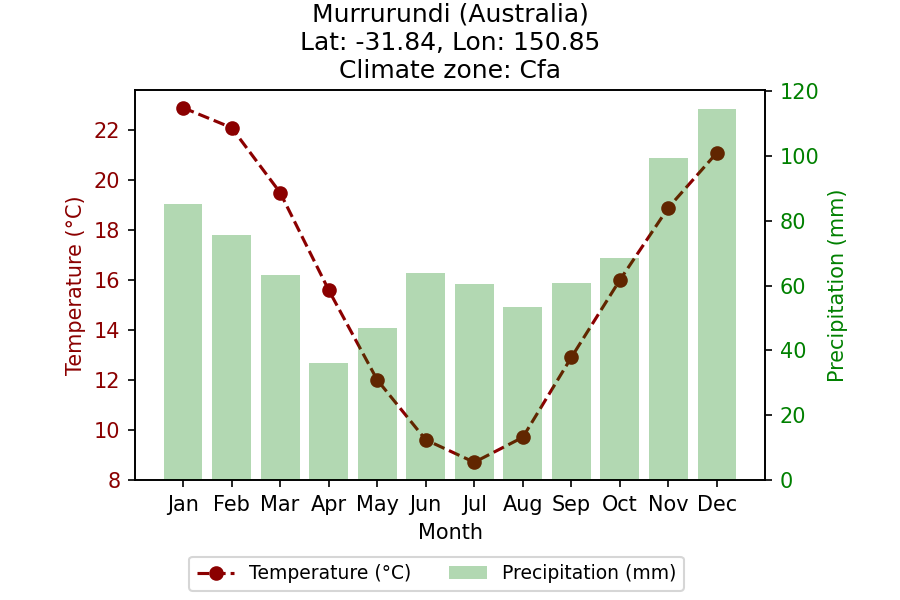 Murrurundi (Australia)
Lat: -31.84, Lon: 150.85
Climate zone: Cfa
Temperature (°C)
22
20
18
16
14
12
10
8
120
100
80
60
40
20
0
Precipitation (mm)
Jan Feb Mar Apr May Jun Jul Aug Sep Oct Nov Dec
Month
Temperature (°C) Precipitation (mm)